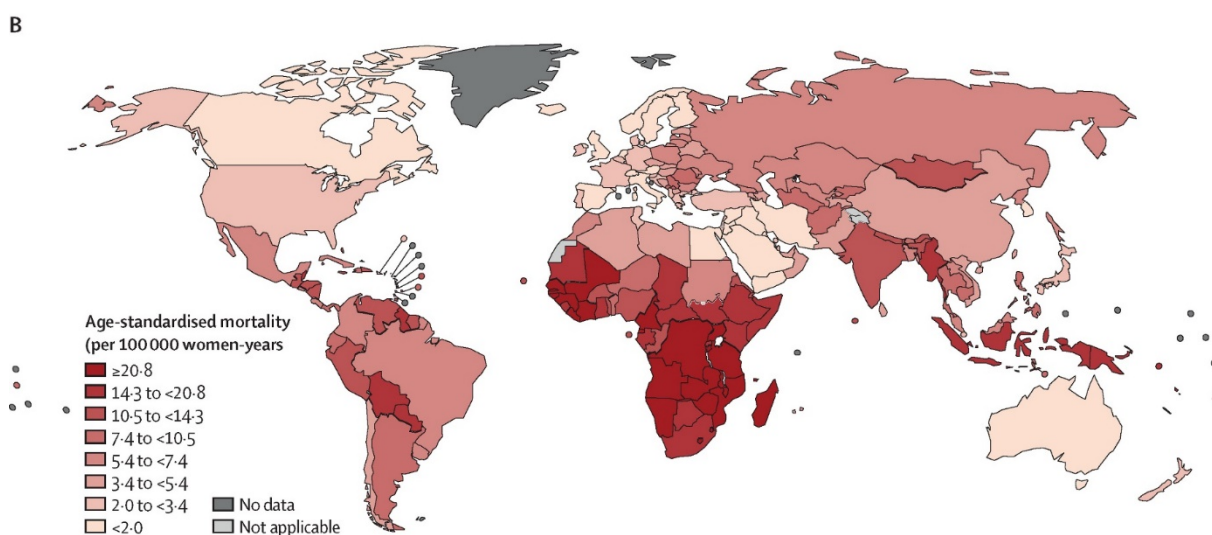 B
Age-standardised mortality
(per 100 000 women-years
≥20·8
14·3 to <20·8
10·5 to <14·3
7·4 to <10·5
5·4 to <7·4
3·4 to <5·4
2·0 to <3·4
<2·0
No data
Not applicable